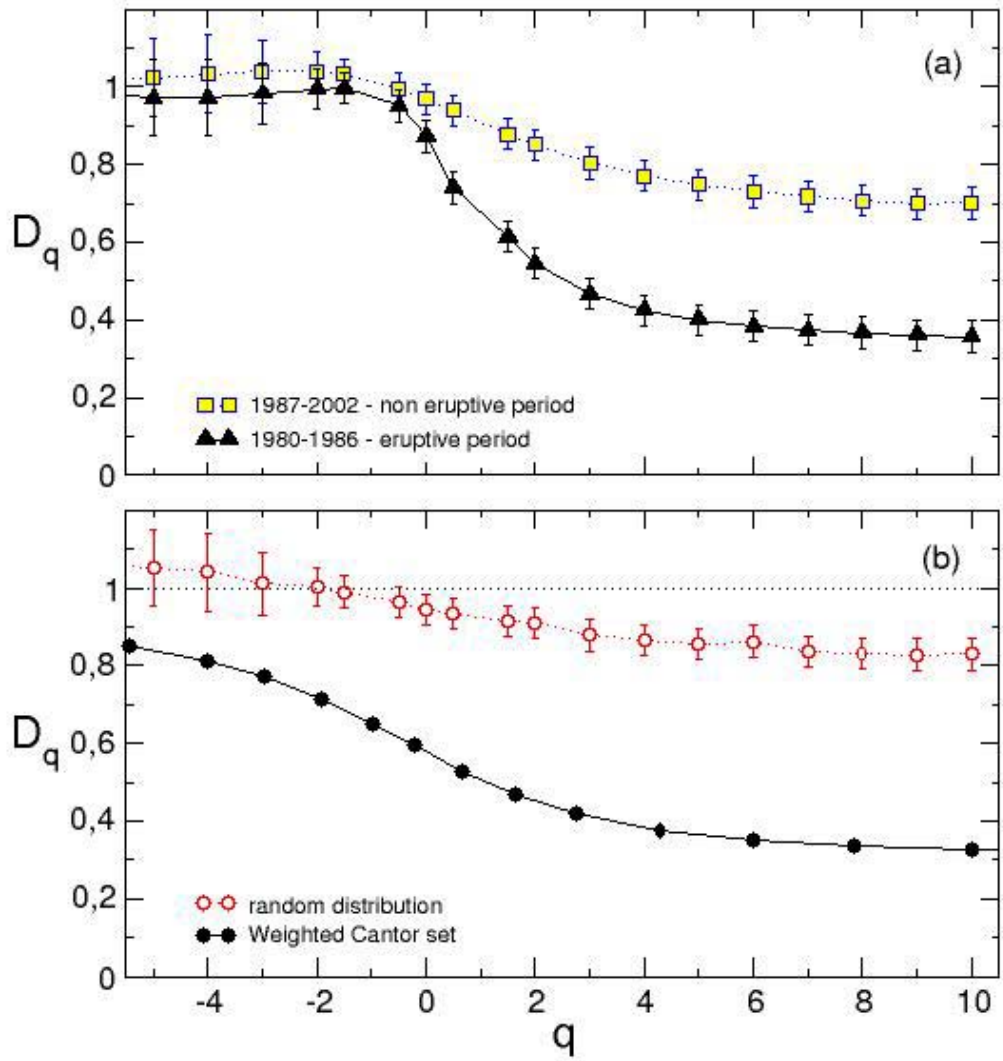 (a)
1
0,8
0,6
0,4
0,2
0
D_q
1987-2002 - non eruptive period
1980-1986 - eruptive period
(b)
1
0,8
0,6
0,4
0,2
0
D_q
random distribution
Weighted Cantor set
-4 -2 0 2 4 6 8 10
q